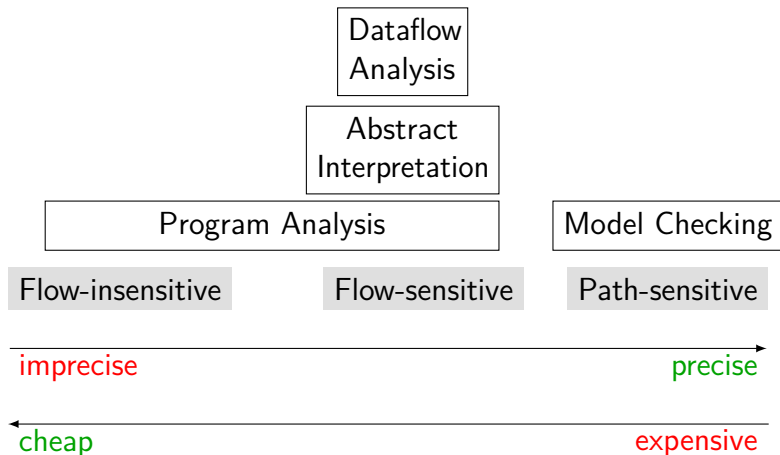 Dataflow
Analysis
Abstract
Interpretation
Program Analysis
Model Checking
Flow-insensitive
Flow-sensitive
Path-sensitive
imprecise
precise
cheap
expensive